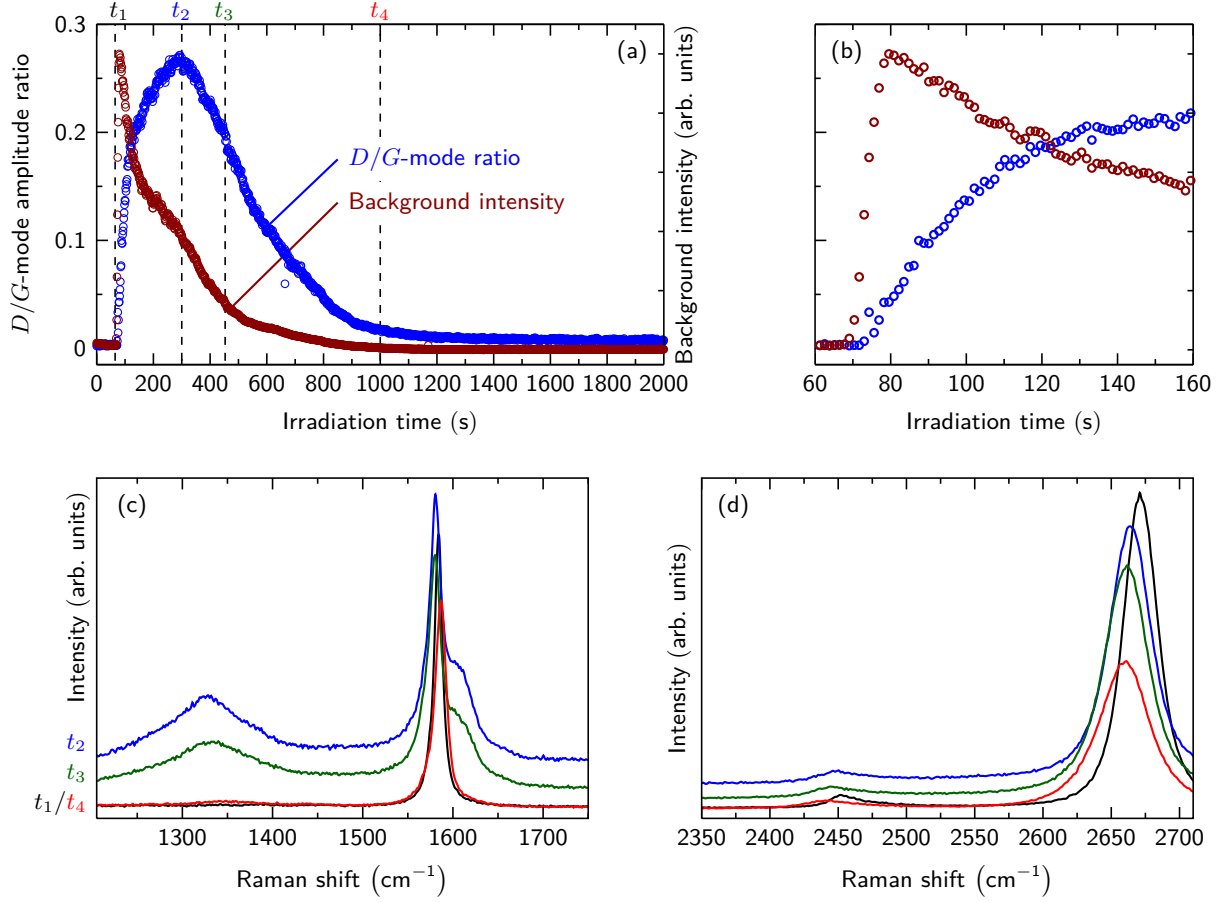 t₁ t₂ t₃ t₄
0.3
0.2
0.1
0
D/G-mode amplitude ratio
(a)
D/G-mode ratio
Background intensity
Background intensity (arb. units)
0 200 400 600 800 1000 1200 1400 1600 1800 2000
Irradiation time (s)
(b)
60 80 100 120 140 160
Irradiation time (s)
(c)
Intensity (arb. units)
t₂
t₃
t₁/t₄
1300 1400 1500 1600 1700
Raman shift (cm⁻¹)
(d)
Intensity (arb. units)
2350 2400 2450 2500 2550 2600 2650 2700
Raman shift (cm⁻¹)